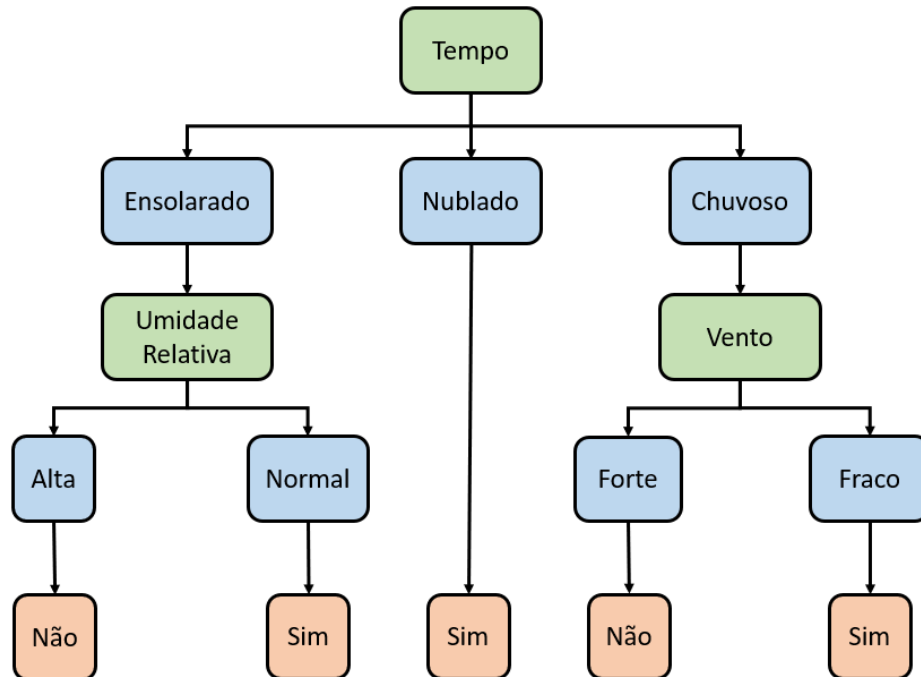 Tempo
Ensolarado
Nublado
Chuvoso
Umidade
Relativa
Vento
Alta
Normal
Forte
Fraco
Não
Sim
Sim
Não
Sim